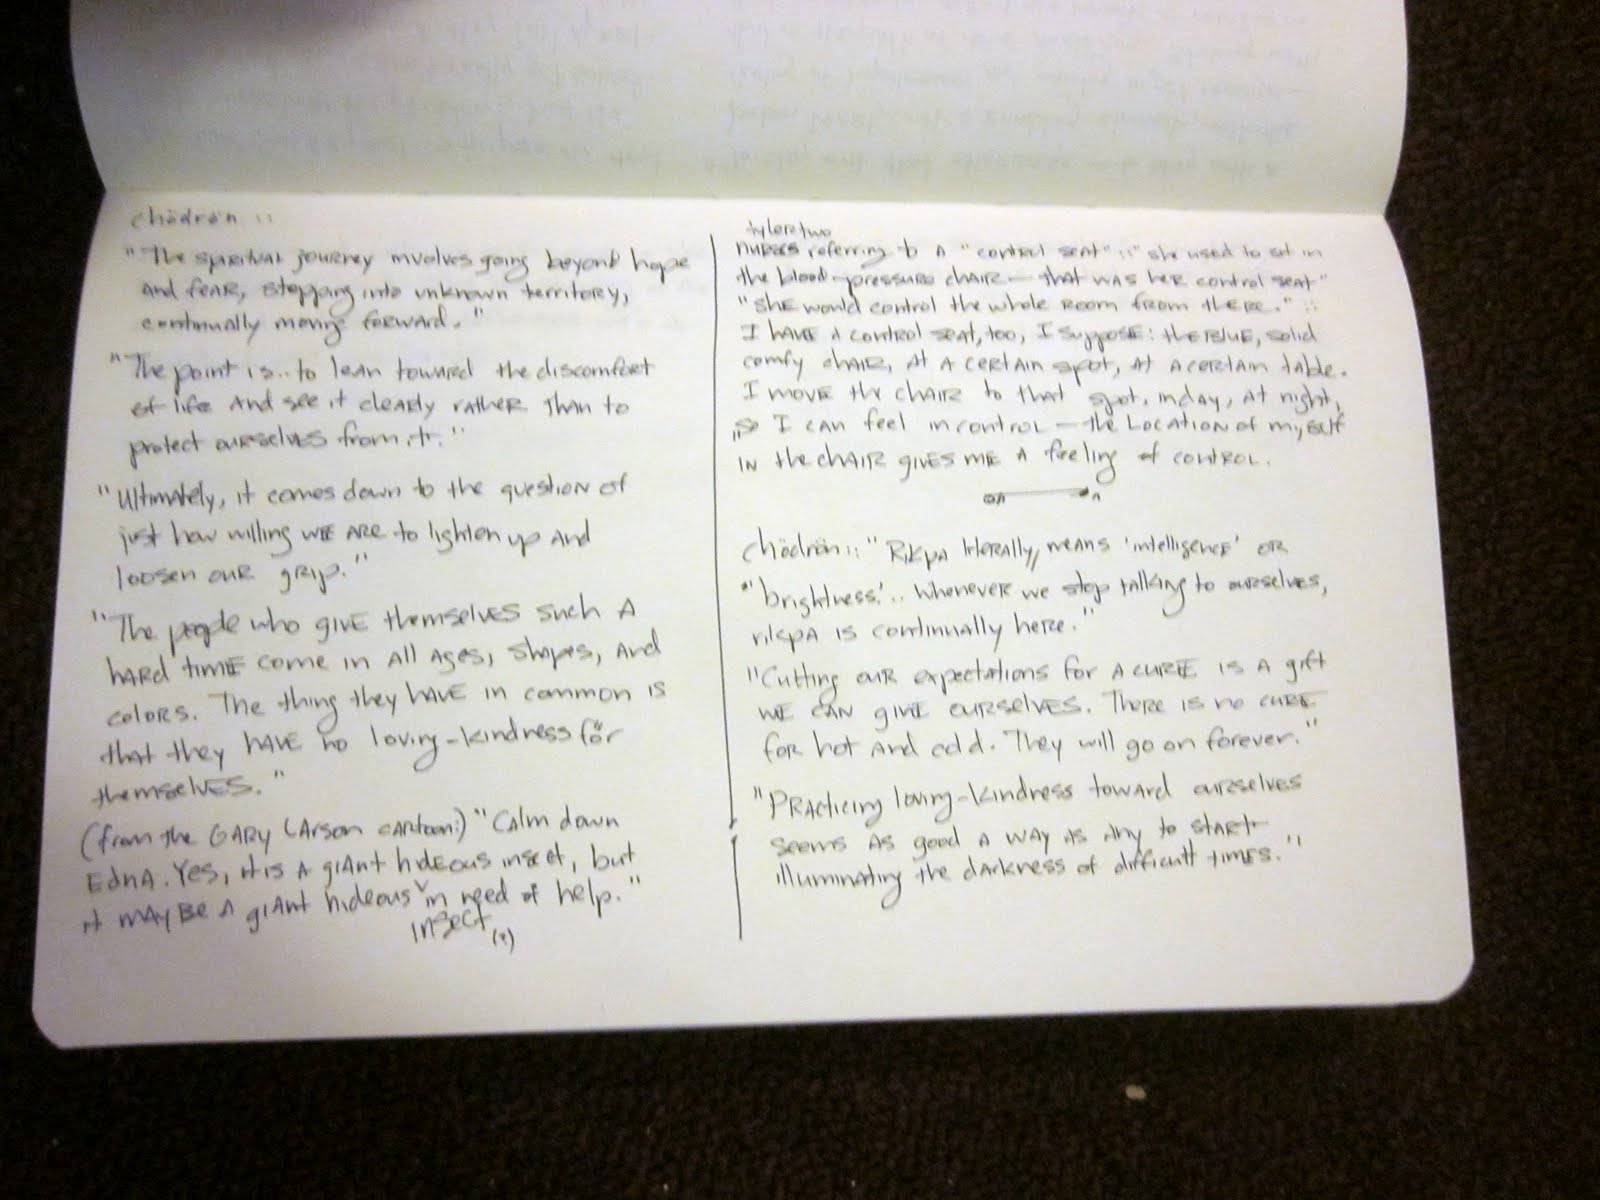 chödrön ::
"The spiritual journey involves going beyond hope
and fear, stepping into unknown territory,
continually moving forward."
"The point is.. to lean toward the discomfort
of life and see it clearly rather than to
protect ourselves from it."
"Ultimately, it comes down to the question of
just how willing we are to lighten up and
loosen our grip."
"The people who give themselves such a
hard time come in all ages, shapes, and
colors. The thing they have in common is
that they have no loving-kindness for
themselves."
(from the Gary Larson cartoon:) "Calm down
Edna. Yes, it is a giant hideous insect, but
it may be a giant hideous ˅ in need of help."
insect (?)
tyler two
nurses referring to a "control seat" :: "she used to sit in
the blood-pressure chair — that was her control seat"
"she would control the whole room from there." ::
I have a control seat, too, I suppose: the blue, solid
comfy chair, at a certain spot, at a certain table.
I move the chair to that spot, in day, at night,
so I can feel in control — the location of myself
in the chair gives me a feeling of control.
chödrön :: "Rikpa literally means 'intelligence' or
'brightness.'.. Whenever we stop talking to ourselves,
rikpa is continually here."
"Cutting our expectations for a cure is a gift
we can give ourselves. There is no cure
for hot and cold. They will go on forever."
"Practicing loving-kindness toward ourselves
seems as good a way as any to start
illuminating the darkness of difficult times."